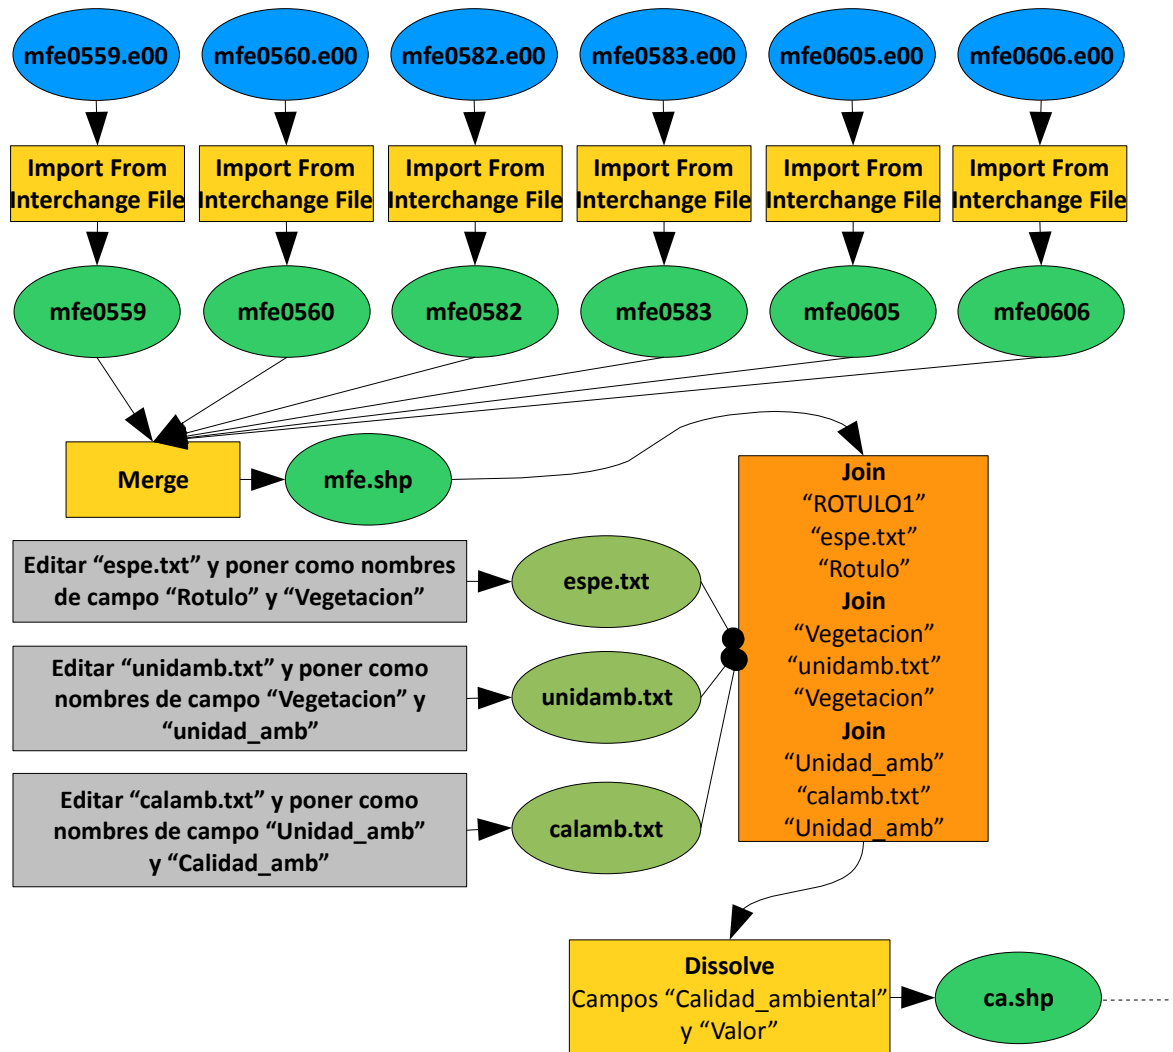 mfe0559.e00
mfe0560.e00
mfe0582.e00
mfe0583.e00
mfe0605.e00
mfe0606.e00
Import From
Interchange File
Import From
Interchange File
Import From
Interchange File
Import From
Interchange File
Import From
Interchange File
Import From
Interchange File
mfe0559
mfe0560
mfe0582
mfe0583
mfe0605
mfe0606
Merge
mfe.shp
Editar “espe.txt” y poner como nombres
de campo “Rotulo” y “Vegetacion”
espe.txt
Editar “unidamb.txt” y poner como
nombres de campo “Vegetacion” y
“unidad_amb”
unidamb.txt
Editar “calamb.txt” y poner como
nombres de campo “Unidad_amb”
y “Calidad_amb”
calamb.txt
Join
“ROTULO1”
“espe.txt”
“Rotulo”
Join
“Vegetacion”
“unidamb.txt”
“Vegetacion”
Join
“Unidad_amb”
“calamb.txt”
“Unidad_amb”
Dissolve
Campos “Calidad_ambiental”
y “Valor”
ca.shp